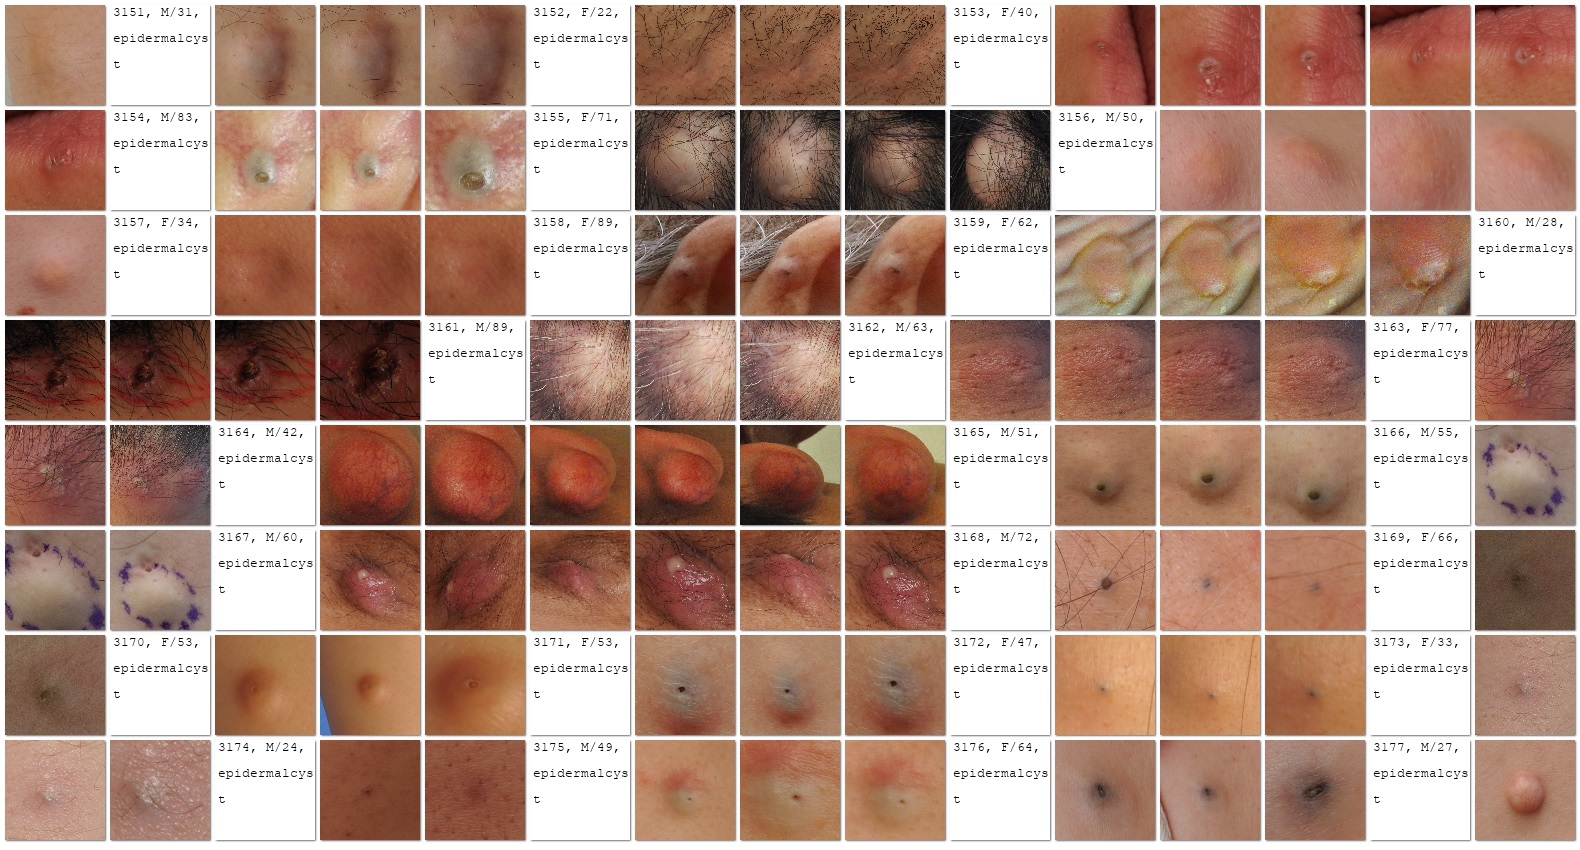 3151, M/31,
epidermalcys
t
3152, F/22,
epidermalcys
t
3153, F/40,
epidermalcys
t
3154, M/83,
epidermalcys
t
3155, F/71,
epidermalcys
t
3156, M/50,
epidermalcys
t
3157, F/34,
epidermalcys
t
3158, F/89,
epidermalcys
t
3159, F/62,
epidermalcys
t
3160, M/28,
epidermalcys
t
3161, M/89,
epidermalcys
t
3162, M/63,
epidermalcys
t
3163, F/77,
epidermalcys
t
3164, M/42,
epidermalcys
t
3165, M/51,
epidermalcys
t
3166, M/55,
epidermalcys
t
3167, M/60,
epidermalcys
t
3168, M/72,
epidermalcys
t
3169, F/66,
epidermalcys
t
3170, F/53,
epidermalcys
t
3171, F/53,
epidermalcys
t
3172, F/47,
epidermalcys
t
3173, F/33,
epidermalcys
t
3174, M/24,
epidermalcys
t
3175, M/49,
epidermalcys
t
3176, F/64,
epidermalcys
t
3177, M/27,
epidermalcys
t